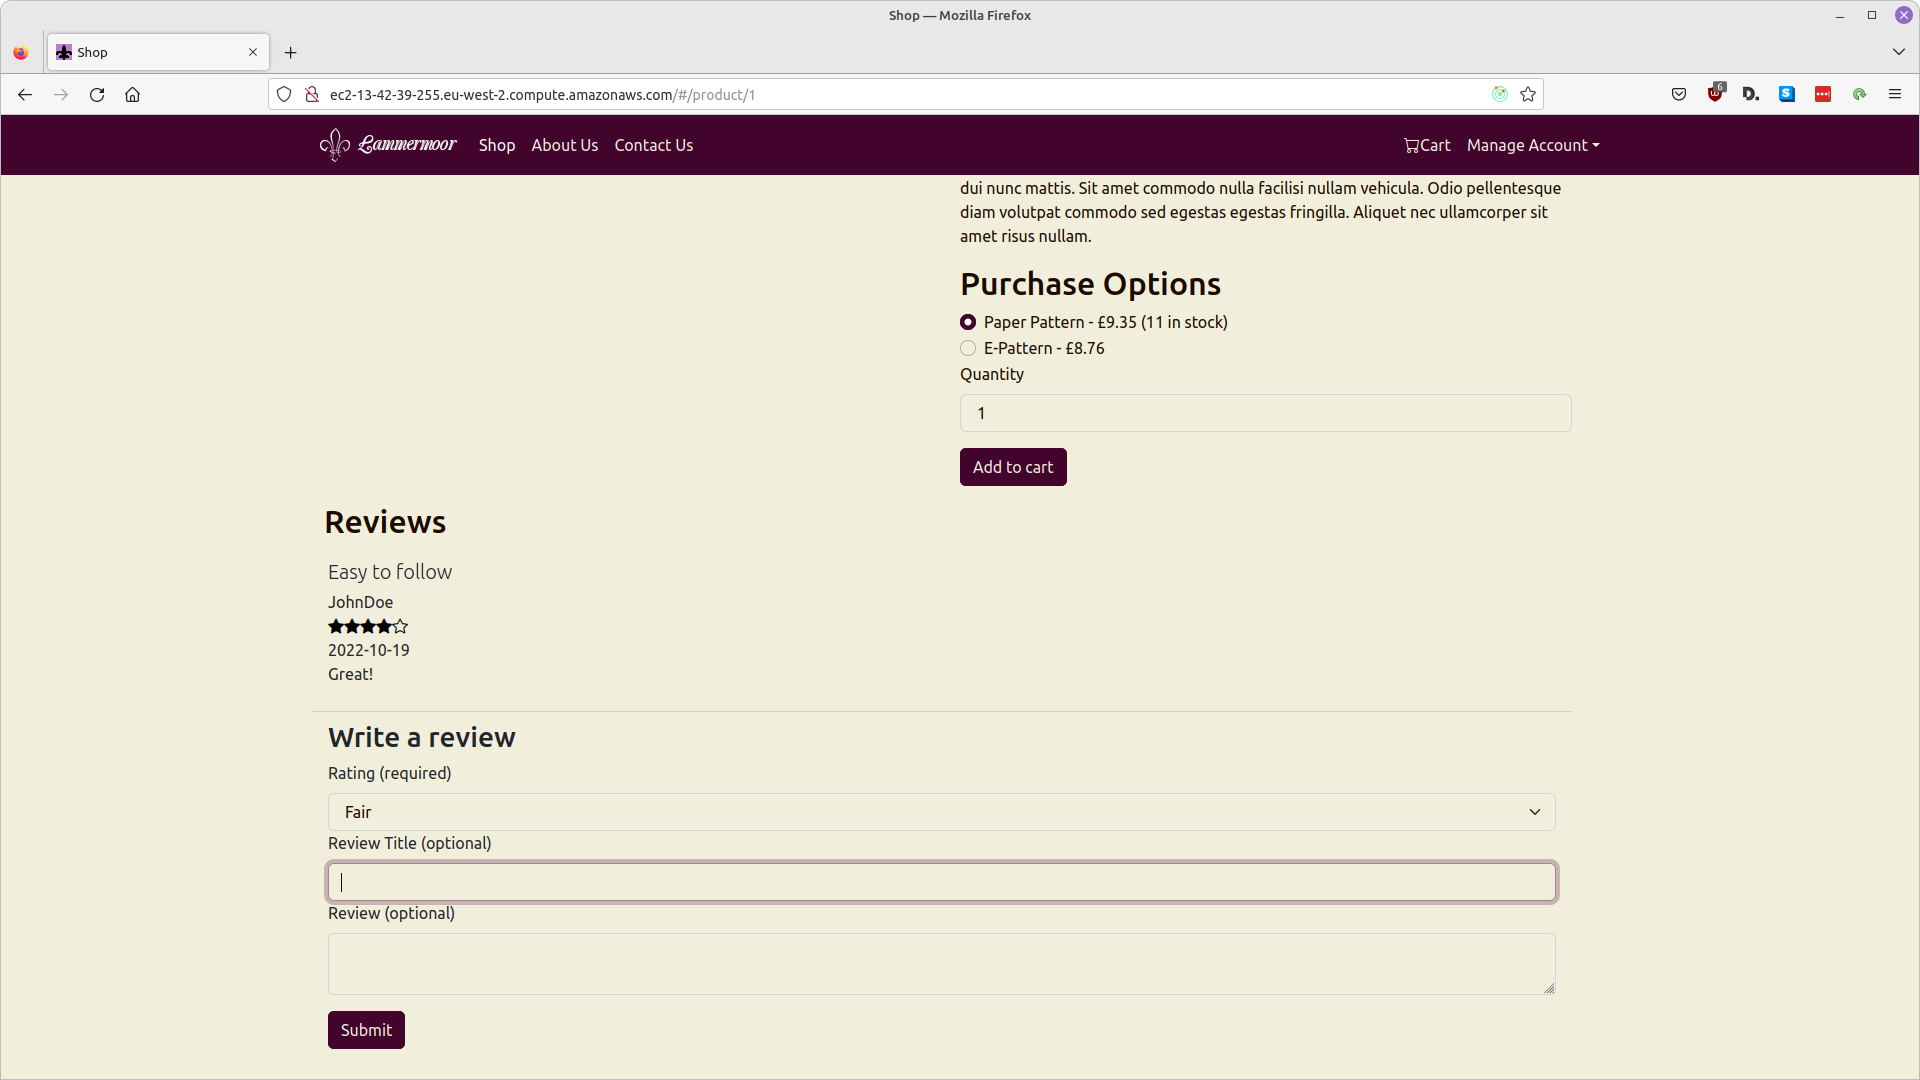 Shop — Mozilla Firefox
Shop
ec2-13-42-39-255.eu-west-2.compute.amazonaws.com/#/product/1
6
D.
S
Lammermoor Shop About Us Contact Us Cart Manage Account
dui nunc mattis. Sit amet commodo nulla facilisi nullam vehicula. Odio pellentesque
diam volutpat commodo sed egestas egestas fringilla. Aliquet nec ullamcorper sit
amet risus nullam.
Purchase Options
Paper Pattern - £9.35 (11 in stock)
E-Pattern - £8.76
Quantity
1
Add to cart
Reviews
Easy to follow
JohnDoe
2022-10-19
Great!
Write a review
Rating (required)
Fair
Review Title (optional)
Review (optional)
Submit